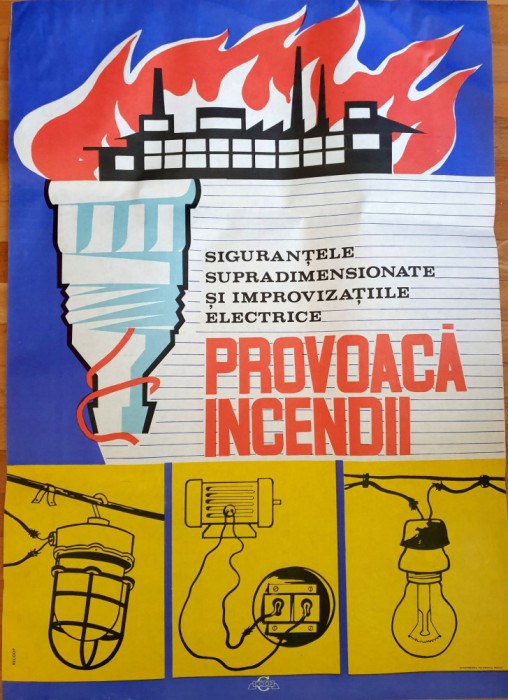 SIGURANȚELE
SUPRADIMENSIONATE
ȘI IMPROVIZAȚIILE
ELECTRICE
PROVOACĂ
INCENDII